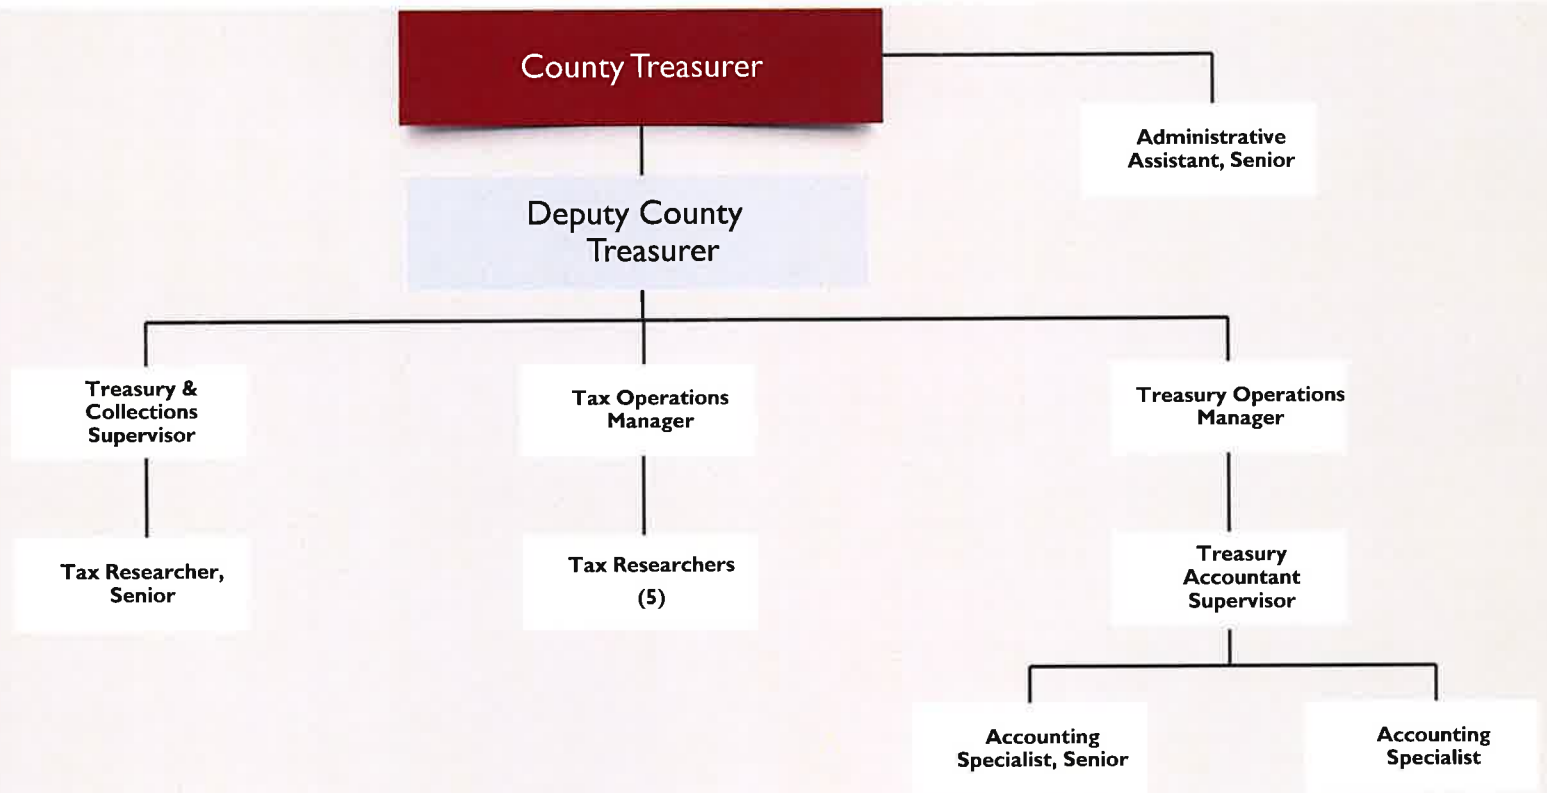 County Treasurer
Administrative
Assistant, Senior
Deputy County
Treasurer
Treasury &
Collections
Supervisor
Tax Operations
Manager
Treasury Operations
Manager
Tax Researcher,
Senior
Tax Researchers
(5)
Treasury
Accountant
Supervisor
Accounting
Specialist, Senior
Accounting
Specialist